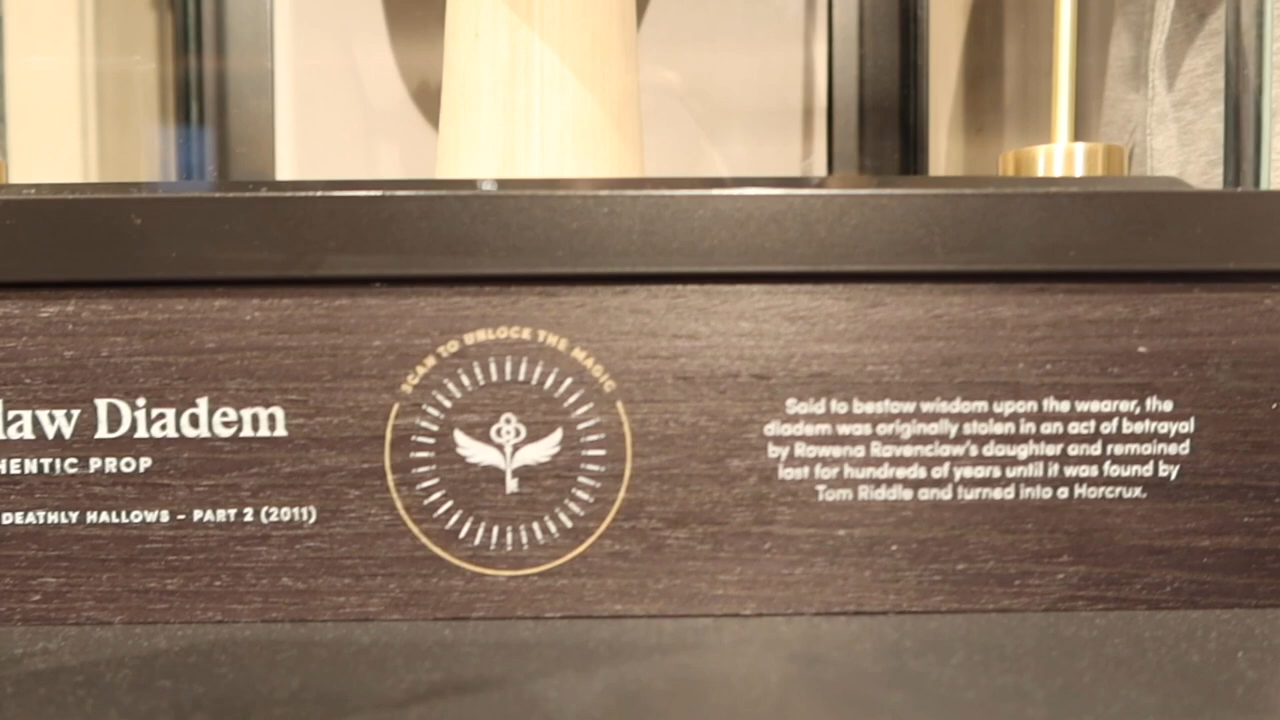 law Diadem
HENTIC PROP
DEATHLY HALLOWS – PART 2 (2011)
SCAN TO UNLOCK THE MAGIC
Said to bestow wisdom upon the wearer, the
diadem was originally stolen in an act of betrayal
by Rowena Ravenclaw's daughter and remained
lost for hundreds of years until it was found by
Tom Riddle and turned into a Horcrux.